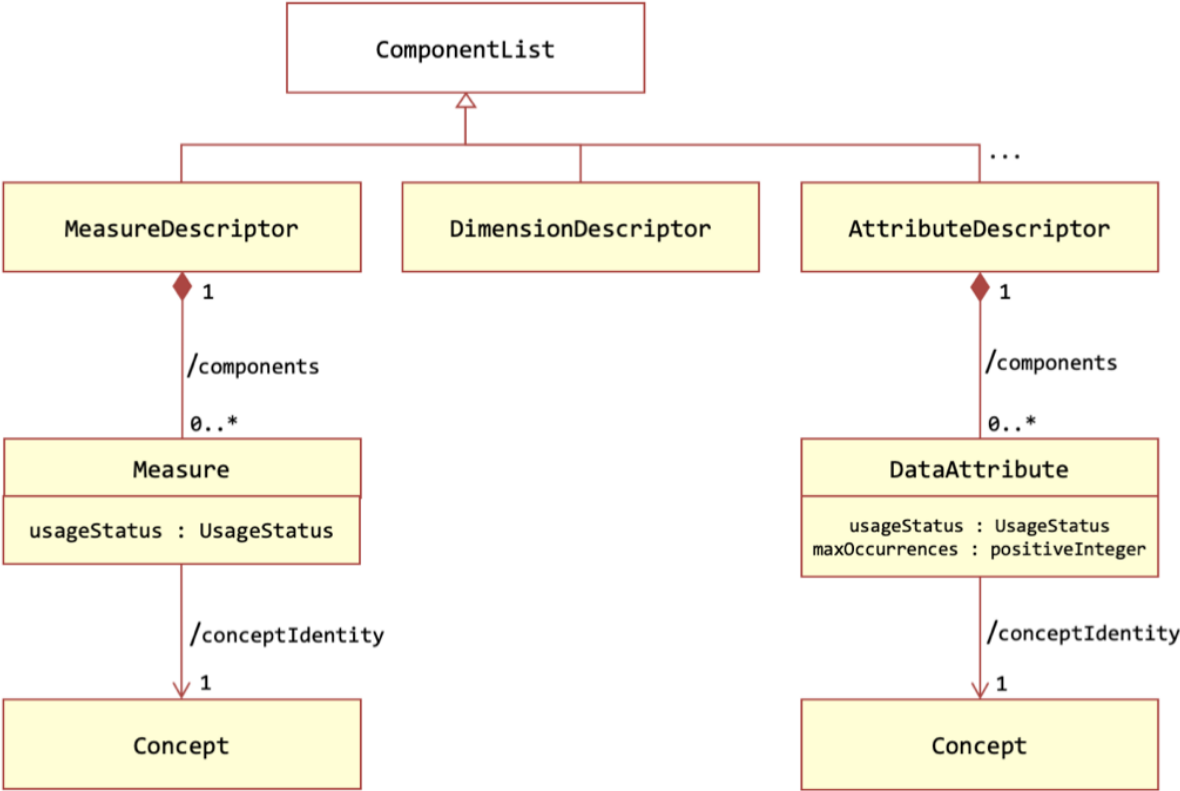 ComponentList
...
MeasureDescriptor
DimensionDescriptor
AttributeDescriptor
1
1
/components
/components
0..*
0..*
Measure
DataAttribute
usageStatus : UsageStatus
usageStatus : UsageStatus
maxOccurrences : positiveInteger
/conceptIdentity
/conceptIdentity
1
1
Concept
Concept